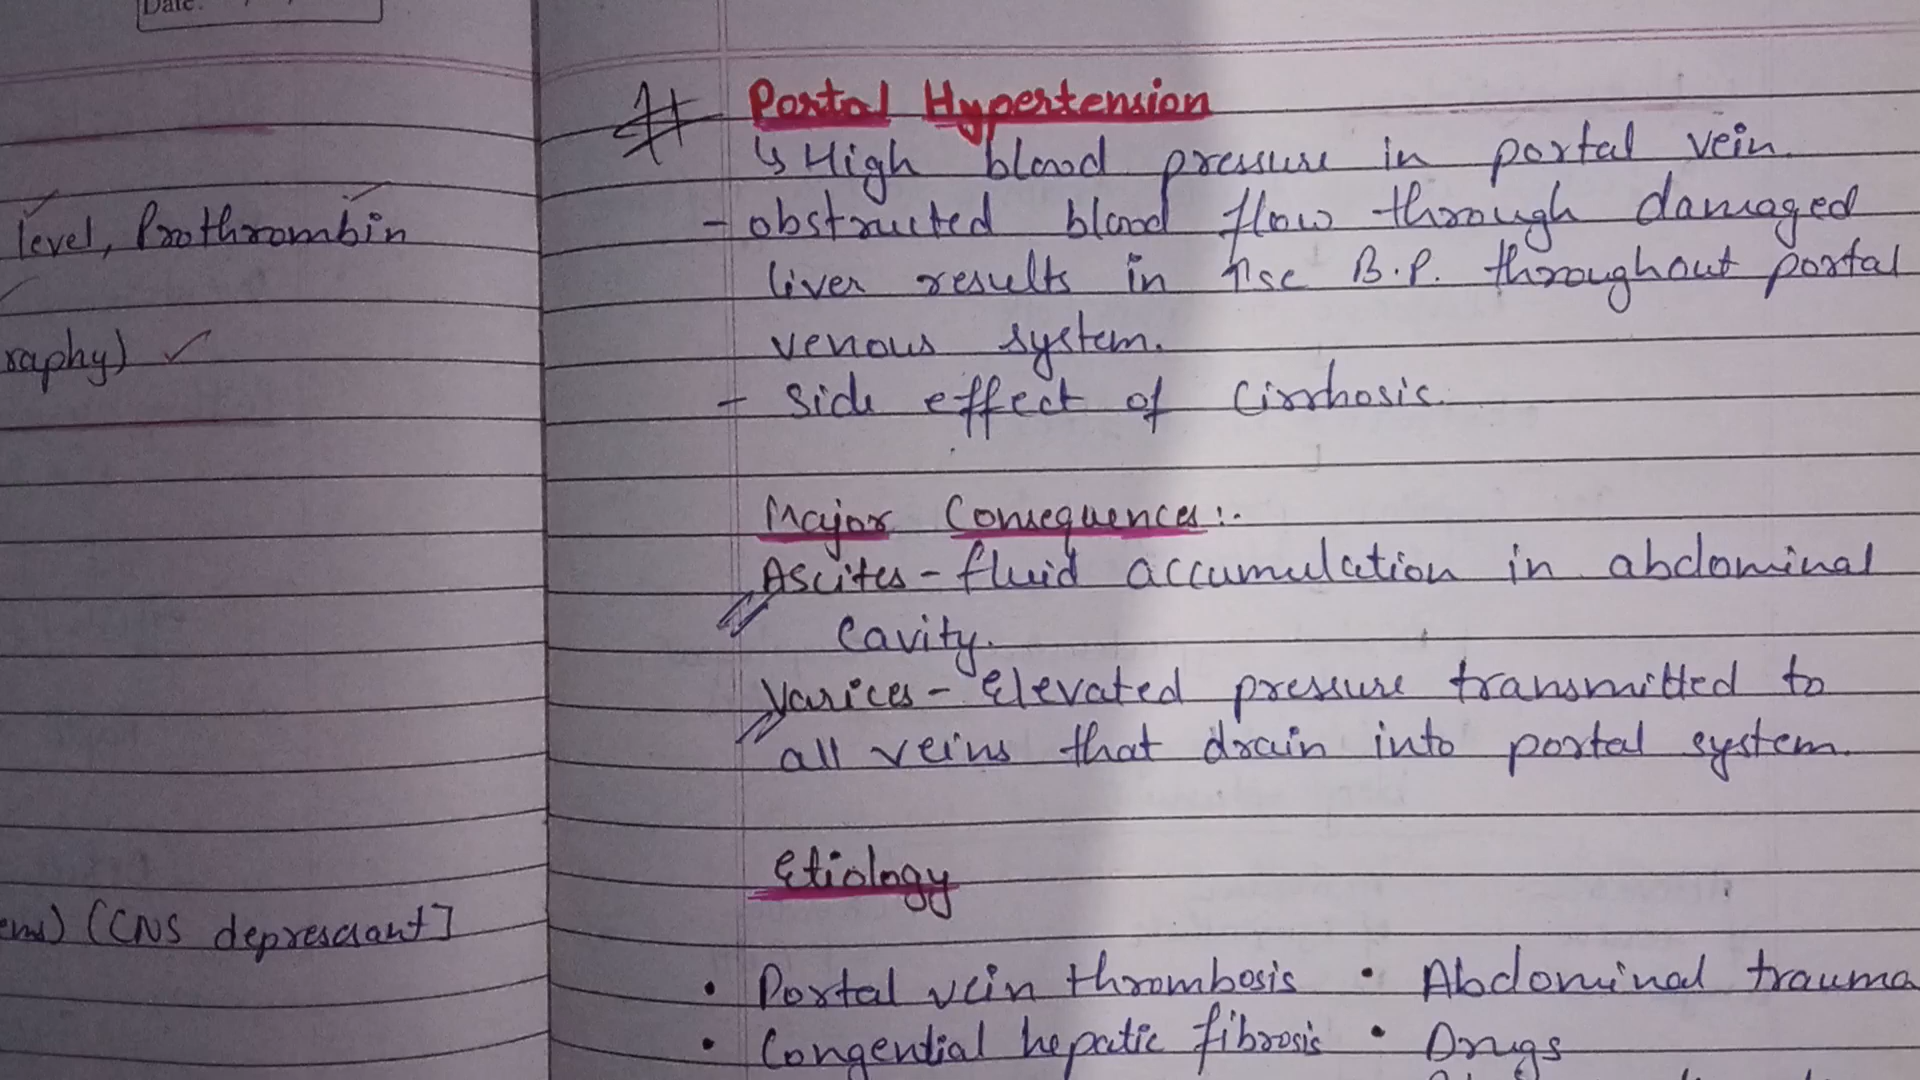 Date:
level, Prothrombin
raphy) ✓
(CNS depressant]
# Portal Hypertension
↳ High blood pressure in portal vein.
- obstructed blood flow through damaged
liver results in rise B.P. throughout portal
venous system.
- Side effect of Cirrhosis.
Major Consequences:-
Ascites - fluid accumulation in abdominal
cavity.
Varices - Elevated pressure transmitted to
all veins that drain into portal system.
Etiology
• Portal vein thrombosis • Abdominal trauma
• Congential hepatic fibrosis • Drugs